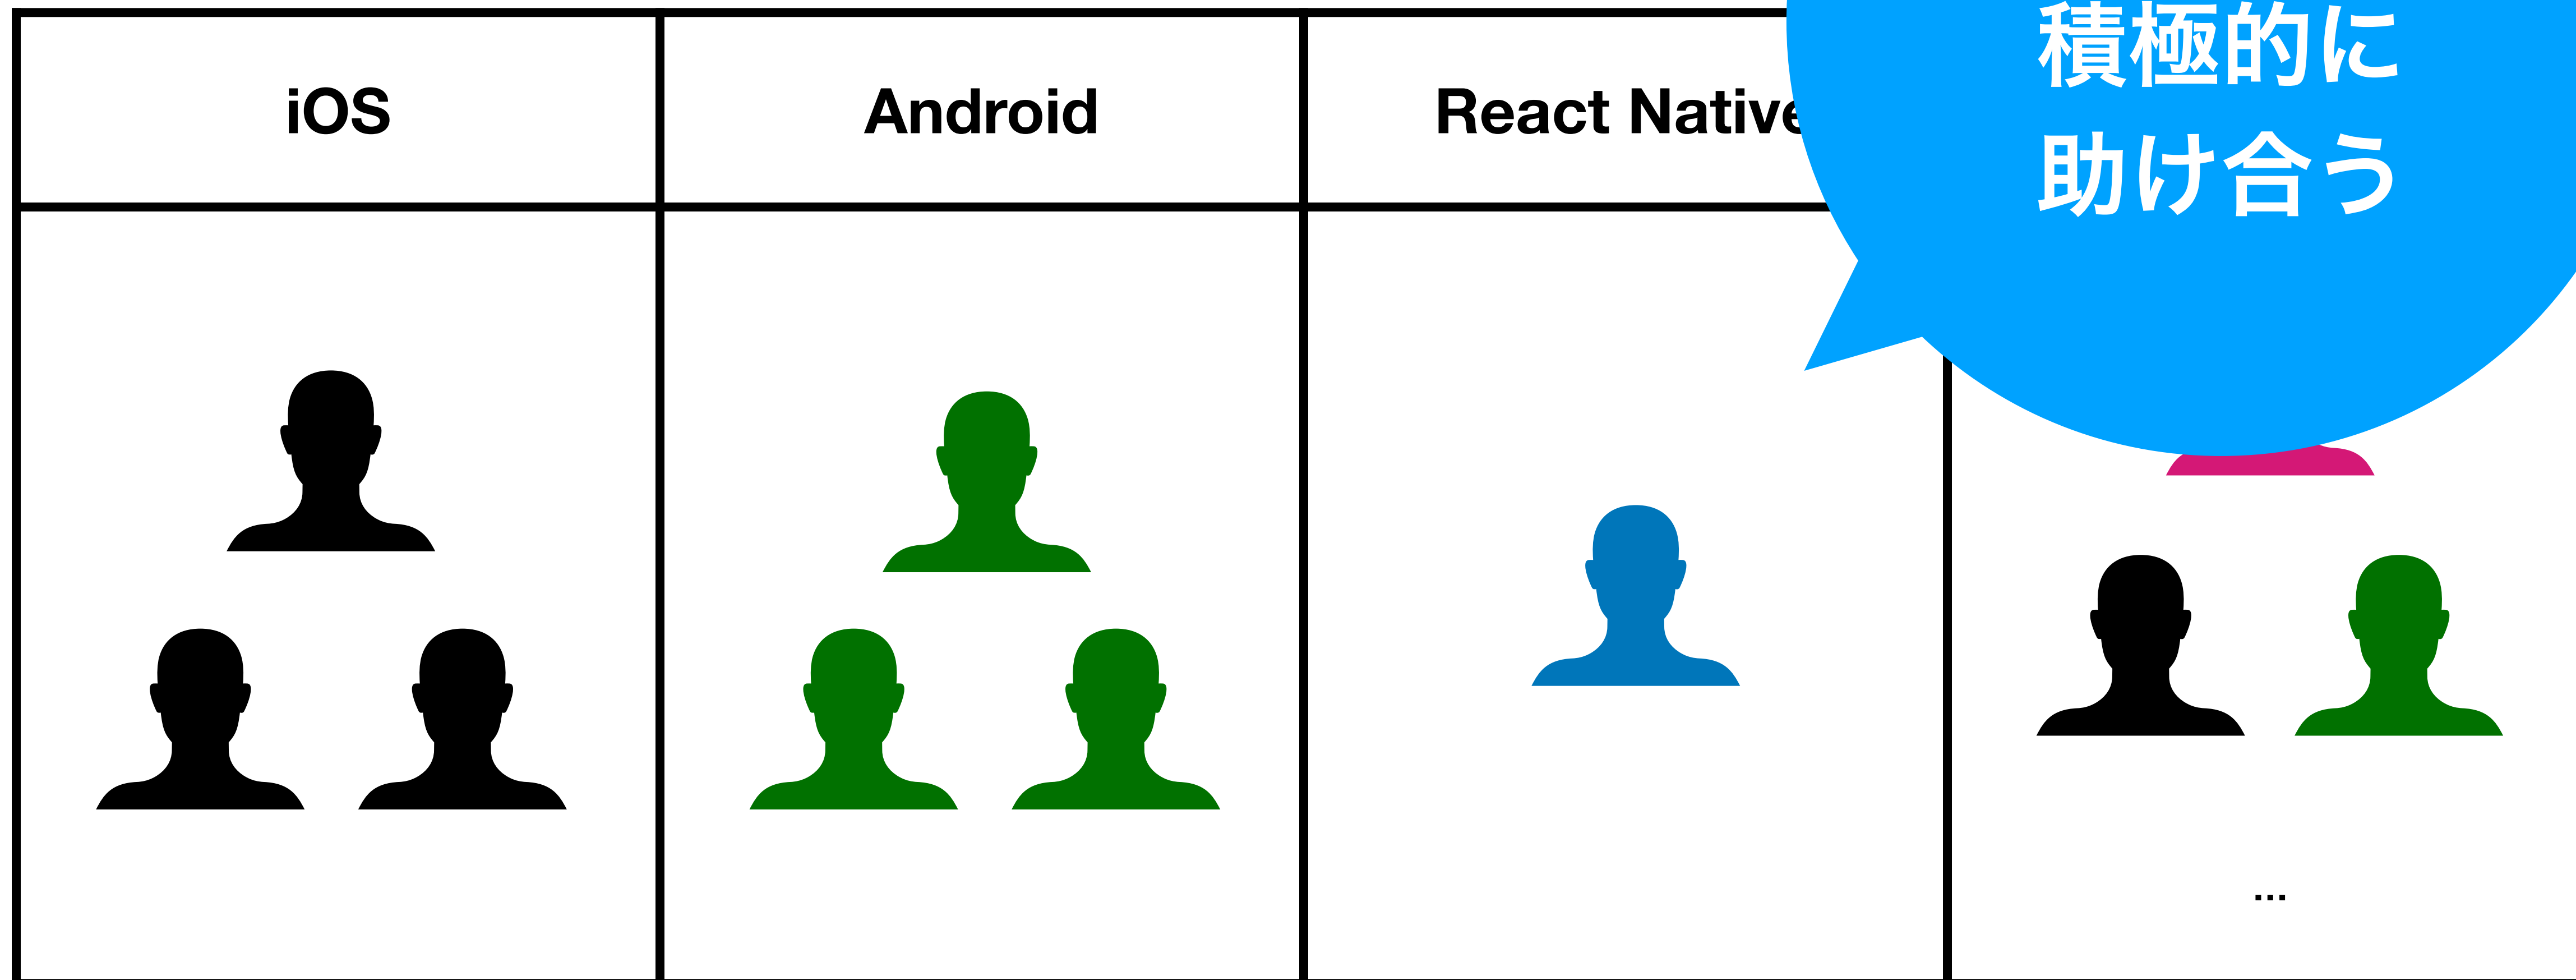 iOS
Android
React Native
積極的に
助け合う
...